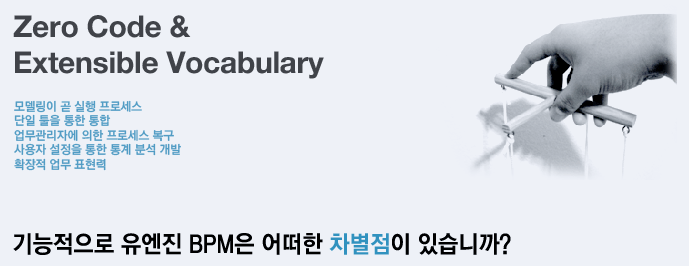 Zero Code &
Extensible Vocabulary
모델링이 곧 실행 프로세스
단일 툴을 통한 통합
업무관리자에 의한 프로세스 복구
사용자 설정을 통한 통계 분석 개발
확장적 업무 표현력
기능적으로 유엔진 BPM은 어떠한 차별점이 있습니까?